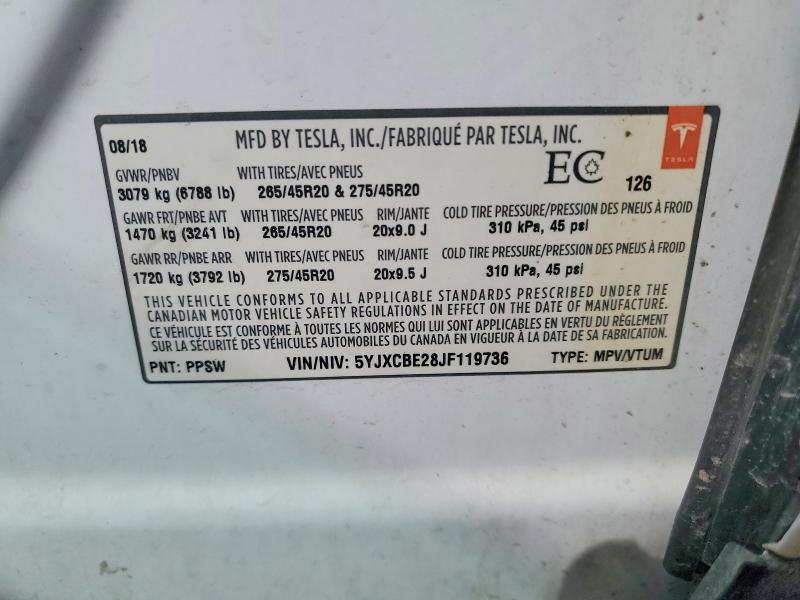 08/18 MFD BY TESLA, INC./FABRIQUÉ PAR TESLA, INC.
TESLA
GVWR/PNBV WITH TIRES/AVEC PNEUS EC 126
3079 kg (6788 lb) 265/45R20 & 275/45R20
GAWR FRT/PNBE AVT WITH TIRES/AVEC PNEUS RIM/JANTE COLD TIRE PRESSURE/PRESSION DES PNEUS À FROID
1470 kg (3241 lb) 265/45R20 20x9.0 J 310 kPa, 45 psi
GAWR RR/PNBE ARR WITH TIRES/AVEC PNEUS RIM/JANTE COLD TIRE PRESSURE/PRESSION DES PNEUS À FROID
1720 kg (3792 lb) 275/45R20 20x9.5 J 310 kPa, 45 psi
THIS VEHICLE CONFORMS TO ALL APPLICABLE STANDARDS PRESCRIBED UNDER THE
CANADIAN MOTOR VEHICLE SAFETY REGULATIONS IN EFFECT ON THE DATE OF MANUFACTURE.
CE VÉHICULE EST CONFORME À TOUTES LES NORMES QUI LUI SONT APPLICABLES EN VERTU DU RÈGLEMENT
SUR LA SÉCURITÉ DES VÉHICULES AUTOMOBILES DU CANADA EN VIGUEUR À LA DATE DE SA FABRICATION
PNT: PPSW VIN/NIV: 5YJXCBE28JF119736 TYPE: MPV/VTUM